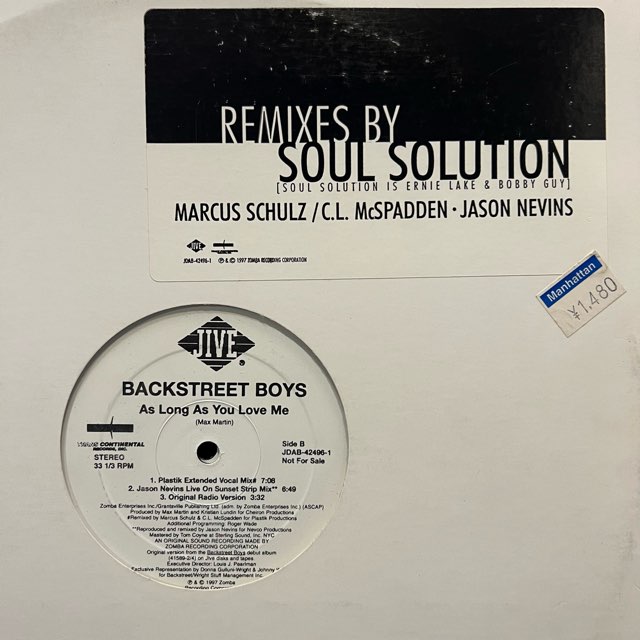 REMIXES BY
SOUL SOLUTION
[SOUL SOLUTION IS ERNIE LAKE & BOBBY GUY]
MARCUS SCHULZ / C.L. McSPADDEN • JASON NEVINS
JIVE
JDAB-42496-1 ℗ & © 1997 ZOMBA RECORDING CORPORATION
Manhattan
¥1,480
JIVE
BACKSTREET BOYS
As Long As You Love Me
(Max Martin)
TRANS CONTINENTAL
RECORDS, INC.
STEREO
33 1/3 RPM
Side B
JDAB-42496-1
Not For Sale
1. Plastik Extended Vocal Mix# 7:08
2. Jason Nevins Live On Sunset Strip Mix** 6:49
3. Original Radio Version 3:32
Zomba Enterprises Inc./Grantsville Publishing Ltd. (adm. by Zomba Enterprises Inc.) (ASCAP)
Produced by Max Martin and Kristian Lundin for Cheiron Productions
#Remixed by Marcus Schulz & C.L. McSpadden for Plastik Productions
Additional Programming: Roger Wade
**Reproduced and remixed by Jason Nevins for Nevco Productions
Mastered by Tom Coyne at Sterling Sound, Inc. NYC
AN ORIGINAL SOUND RECORDING MADE BY
ZOMBA RECORDING CORPORATION
Original version from the Backstreet Boys debut album
(41589-2/4) on Jive discs and tapes.
Executive Director: Louis J. Pearlman
Exclusive Representation by Donna Gulluni-Wright & Johnny
for Backstreet/Wright Stuff Management Inc.
℗ & © 1997 Zomba
Recording